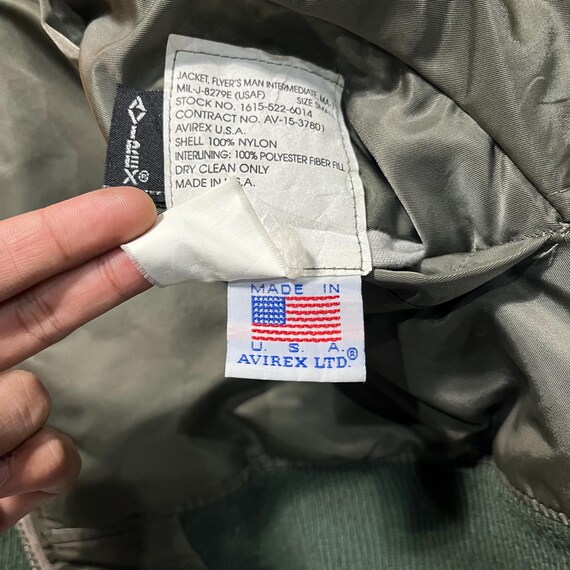 JACKET, FLYER'S MAN INTERMEDIATE, MA-1
MIL-J-8279E (USAF) SIZE SMALL
STOCK NO. 1615-522-6014
CONTRACT NO. AV-15-3780)
AVIREX U.S.A.
SHELL 100% NYLON
INTERLINING: 100% POLYESTER FIBER FILL
DRY CLEAN ONLY
MADE IN U.S.A.
AVIREX®
MADE IN
U. S. A.
AVIREX LTD.®